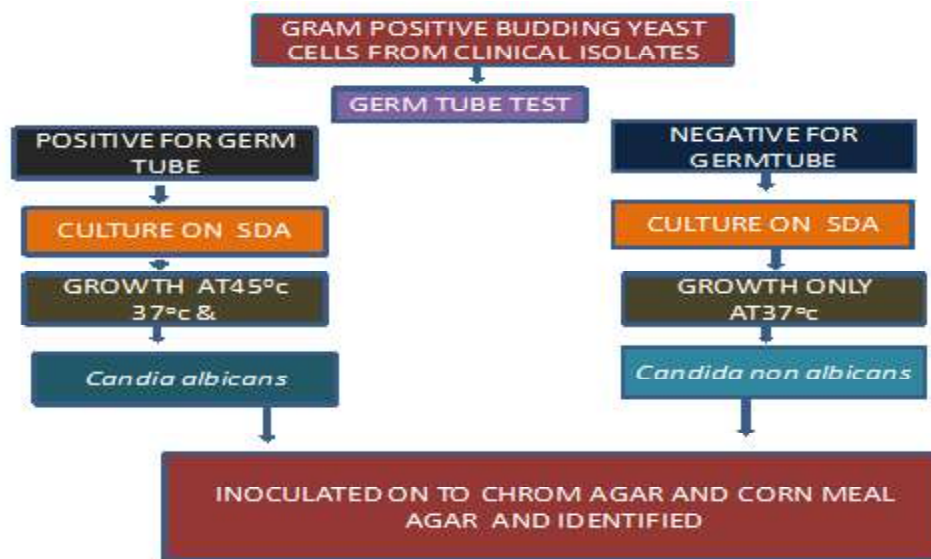 GRAM POSITIVE BUDDING YEAST
CELLS FROM CLINICAL ISOLATES
GERM TUBE TEST
POSITIVE FOR GERM
TUBE
CULTURE ON SDA
GROWTH AT45ºc
37ºc &
Candia albicans
NEGATIVE FOR
GERMTUBE
CULTURE ON SDA
GROWTH ONLY
AT37ºc
Candida non albicans
INOCULATED ON TO CHROM AGAR AND CORN MEAL
AGAR AND IDENTIFIED